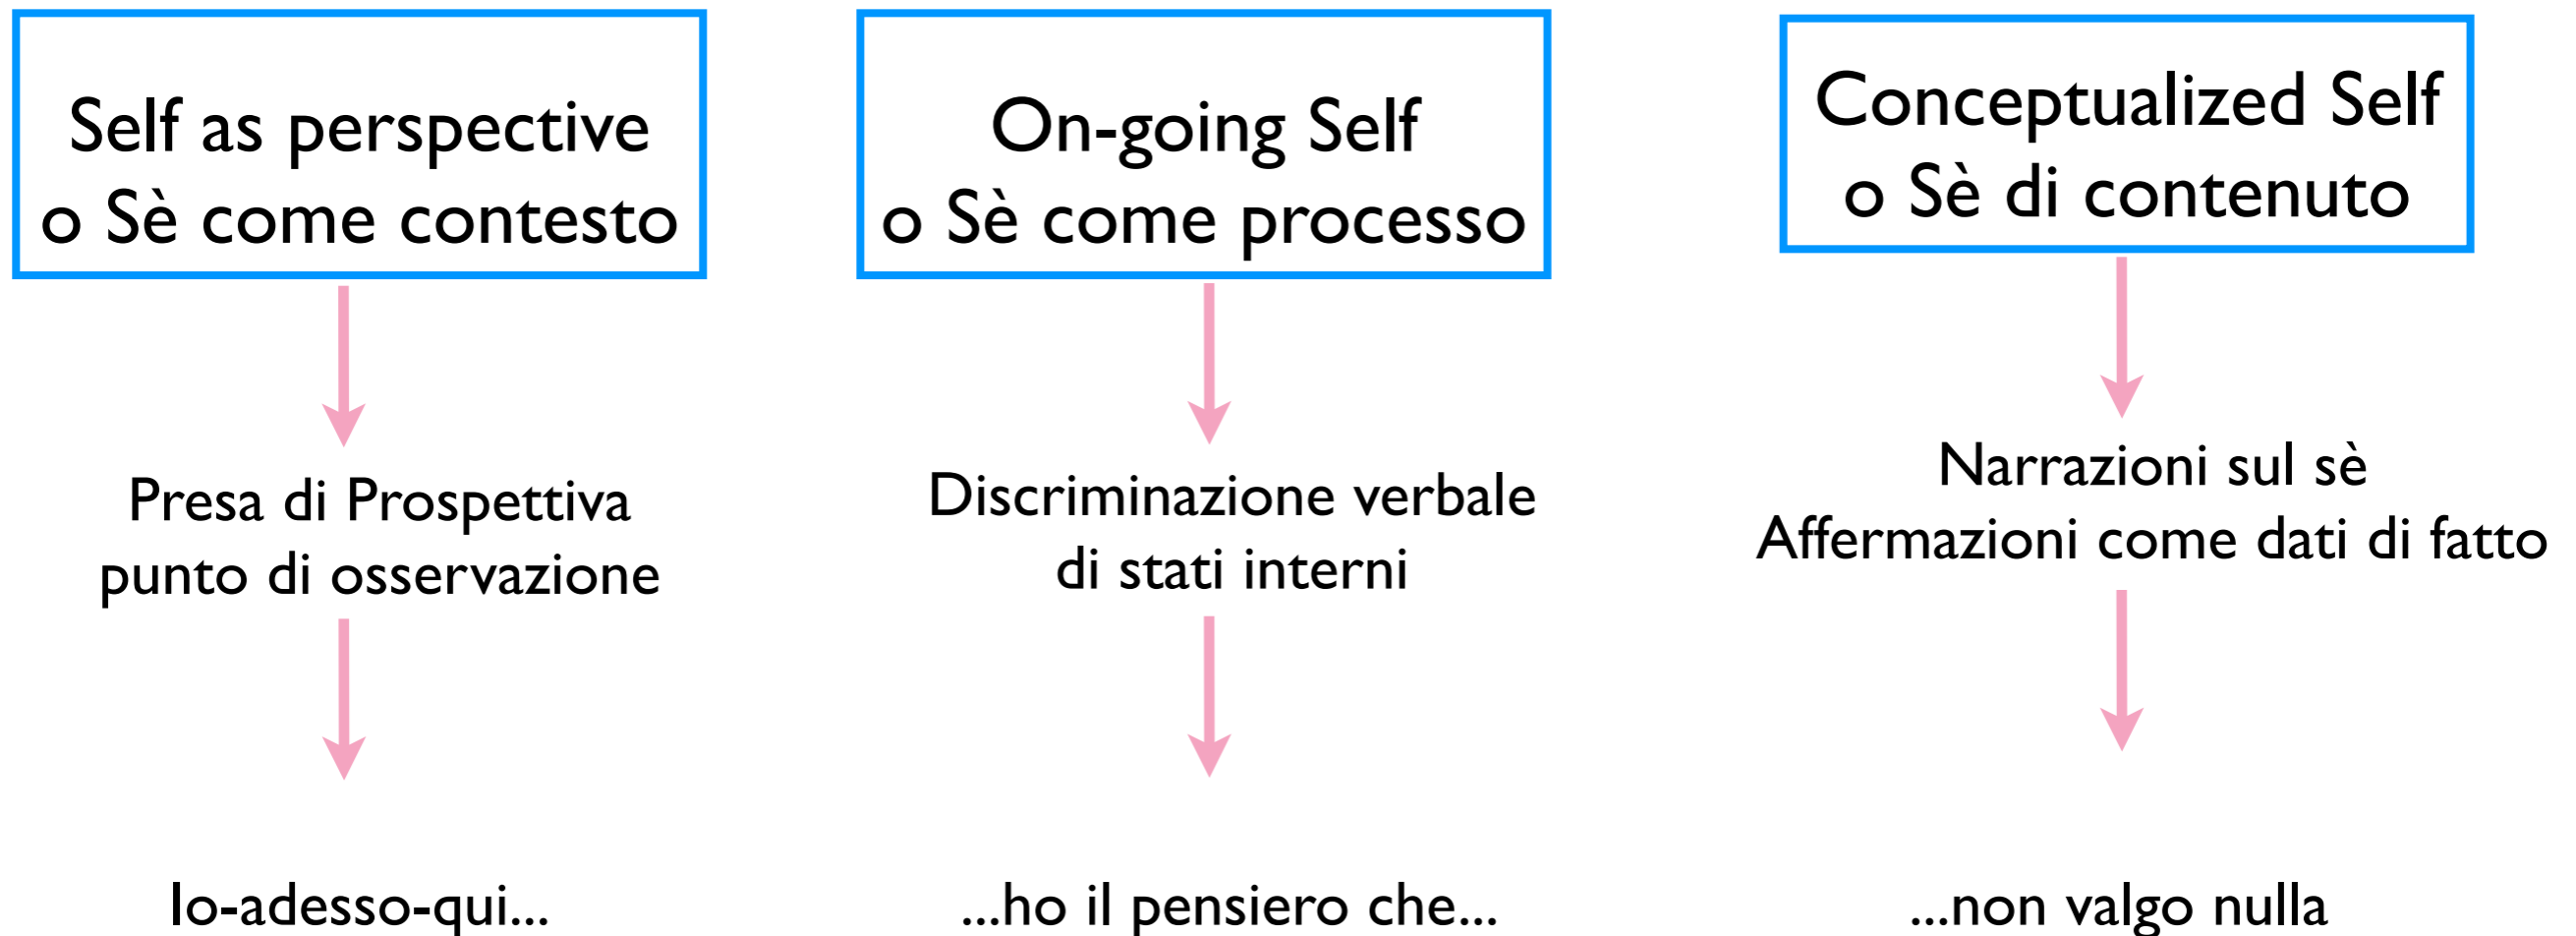 Self as perspective
o Sè come contesto
On-going Self
o Sè come processo
Conceptualized Self
o Sè di contenuto
Presa di Prospettiva
punto di osservazione
Discriminazione verbale
di stati interni
Narrazioni sul sè
Affermazioni come dati di fatto
Io-adesso-qui...
...ho il pensiero che...
...non valgo nulla